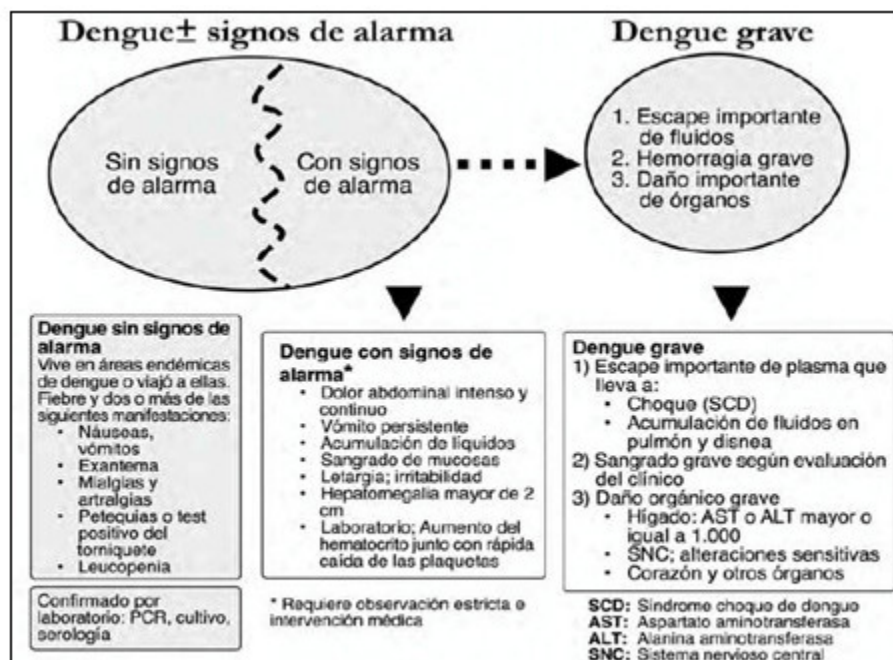 Dengue± signos de alarma
Dengue grave
Sin signos
de alarma
Con signos
de alarma
1. Escape importante
de fluidos
2. Hemorragia grave
3. Daño importante
de órganos
Dengue sin signos de
alarma
Vive en áreas endémicas
de dengue o viajó a ellas.
Fiebre y dos o más de las
siguientes manifestaciones:
• Náuseas,
vómitos
• Exantema
• Mialgias y
artralgias
• Petequias o test
positivo del
torniquete
• Leucopenia
Confirmado por
laboratorio: PCR, cultivo,
serología
Dengue con signos de
alarma*
• Dolor abdominal intenso y
continuo
• Vómito persistente
• Acumulación de líquidos
• Sangrado de mucosas
• Letargia; irritabilidad
• Hepatomegalia mayor de 2
cm
• Laboratorio; Aumento del
hematocrito junto con rápida
caída de las plaquetas
* Requiere observación estricta e
intervención médica
Dengue grave
1) Escape importante de plasma que
lleva a:
• Choque (SCD)
• Acumulación de fluidos en
pulmón y disnea
2) Sangrado grave según evaluación
del clínico
3) Daño orgánico grave
• Hígado: AST o ALT mayor o
igual a 1.000
• SNC; alteraciones sensitivas
• Corazón y otros órganos
SCD: Síndrome choque de dengue
AST: Aspartato aminotransferasa
ALT: Alanina aminotransferasa
SNC: Sistema nervioso central